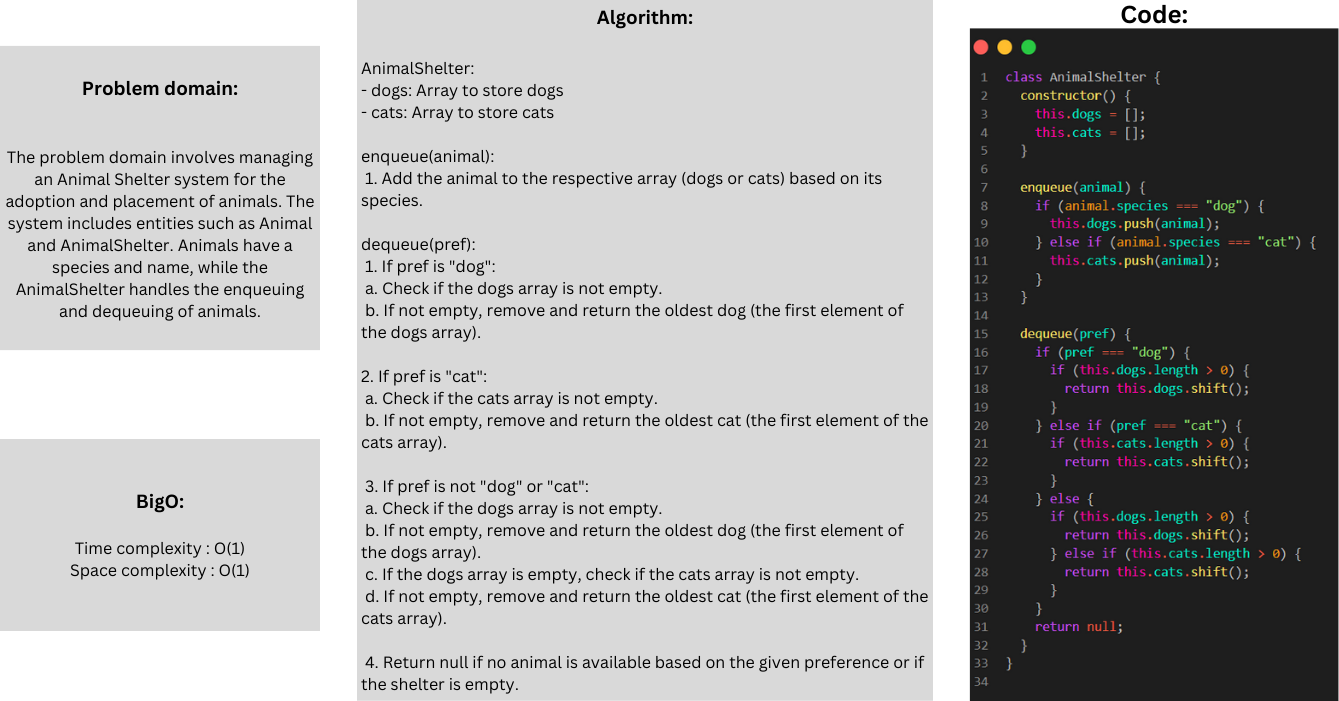 Problem domain:
The problem domain involves managing
an Animal Shelter system for the
adoption and placement of animals. The
system includes entities such as Animal
and AnimalShelter. Animals have a
species and name, while the
AnimalShelter handles the enqueuing
and dequeuing of animals.
BigO:
Time complexity : O(1)
Space complexity : O(1)
Algorithm:
AnimalShelter:
- dogs: Array to store dogs
- cats: Array to store cats
enqueue(animal):
1. Add the animal to the respective array (dogs or cats) based on its
species.
dequeue(pref):
1. If pref is "dog":
a. Check if the dogs array is not empty.
b. If not empty, remove and return the oldest dog (the first element of
the dogs array).
2. If pref is "cat":
a. Check if the cats array is not empty.
b. If not empty, remove and return the oldest cat (the first element of the
cats array).
3. If pref is not "dog" or "cat":
a. Check if the dogs array is not empty.
b. If not empty, remove and return the oldest dog (the first element of
the dogs array).
c. If the dogs array is empty, check if the cats array is not empty.
d. If not empty, remove and return the oldest cat (the first element of the
cats array).
4. Return null if no animal is available based on the given preference or if
the shelter is empty.
Code:
1 class AnimalShelter {
2   constructor() {
3     this.dogs = [];
4     this.cats = [];
5   }
6
7   enqueue(animal) {
8     if (animal.species === "dog") {
9       this.dogs.push(animal);
10     } else if (animal.species === "cat") {
11       this.cats.push(animal);
12     }
13   }
14
15   dequeue(pref) {
16     if (pref === "dog") {
17       if (this.dogs.length > 0) {
18         return this.dogs.shift();
19       }
20     } else if (pref === "cat") {
21       if (this.cats.length > 0) {
22         return this.cats.shift();
23       }
24     } else {
25       if (this.dogs.length > 0) {
26         return this.dogs.shift();
27       } else if (this.cats.length > 0) {
28         return this.cats.shift();
29       }
30     }
31     return null;
32   }
33 }
34